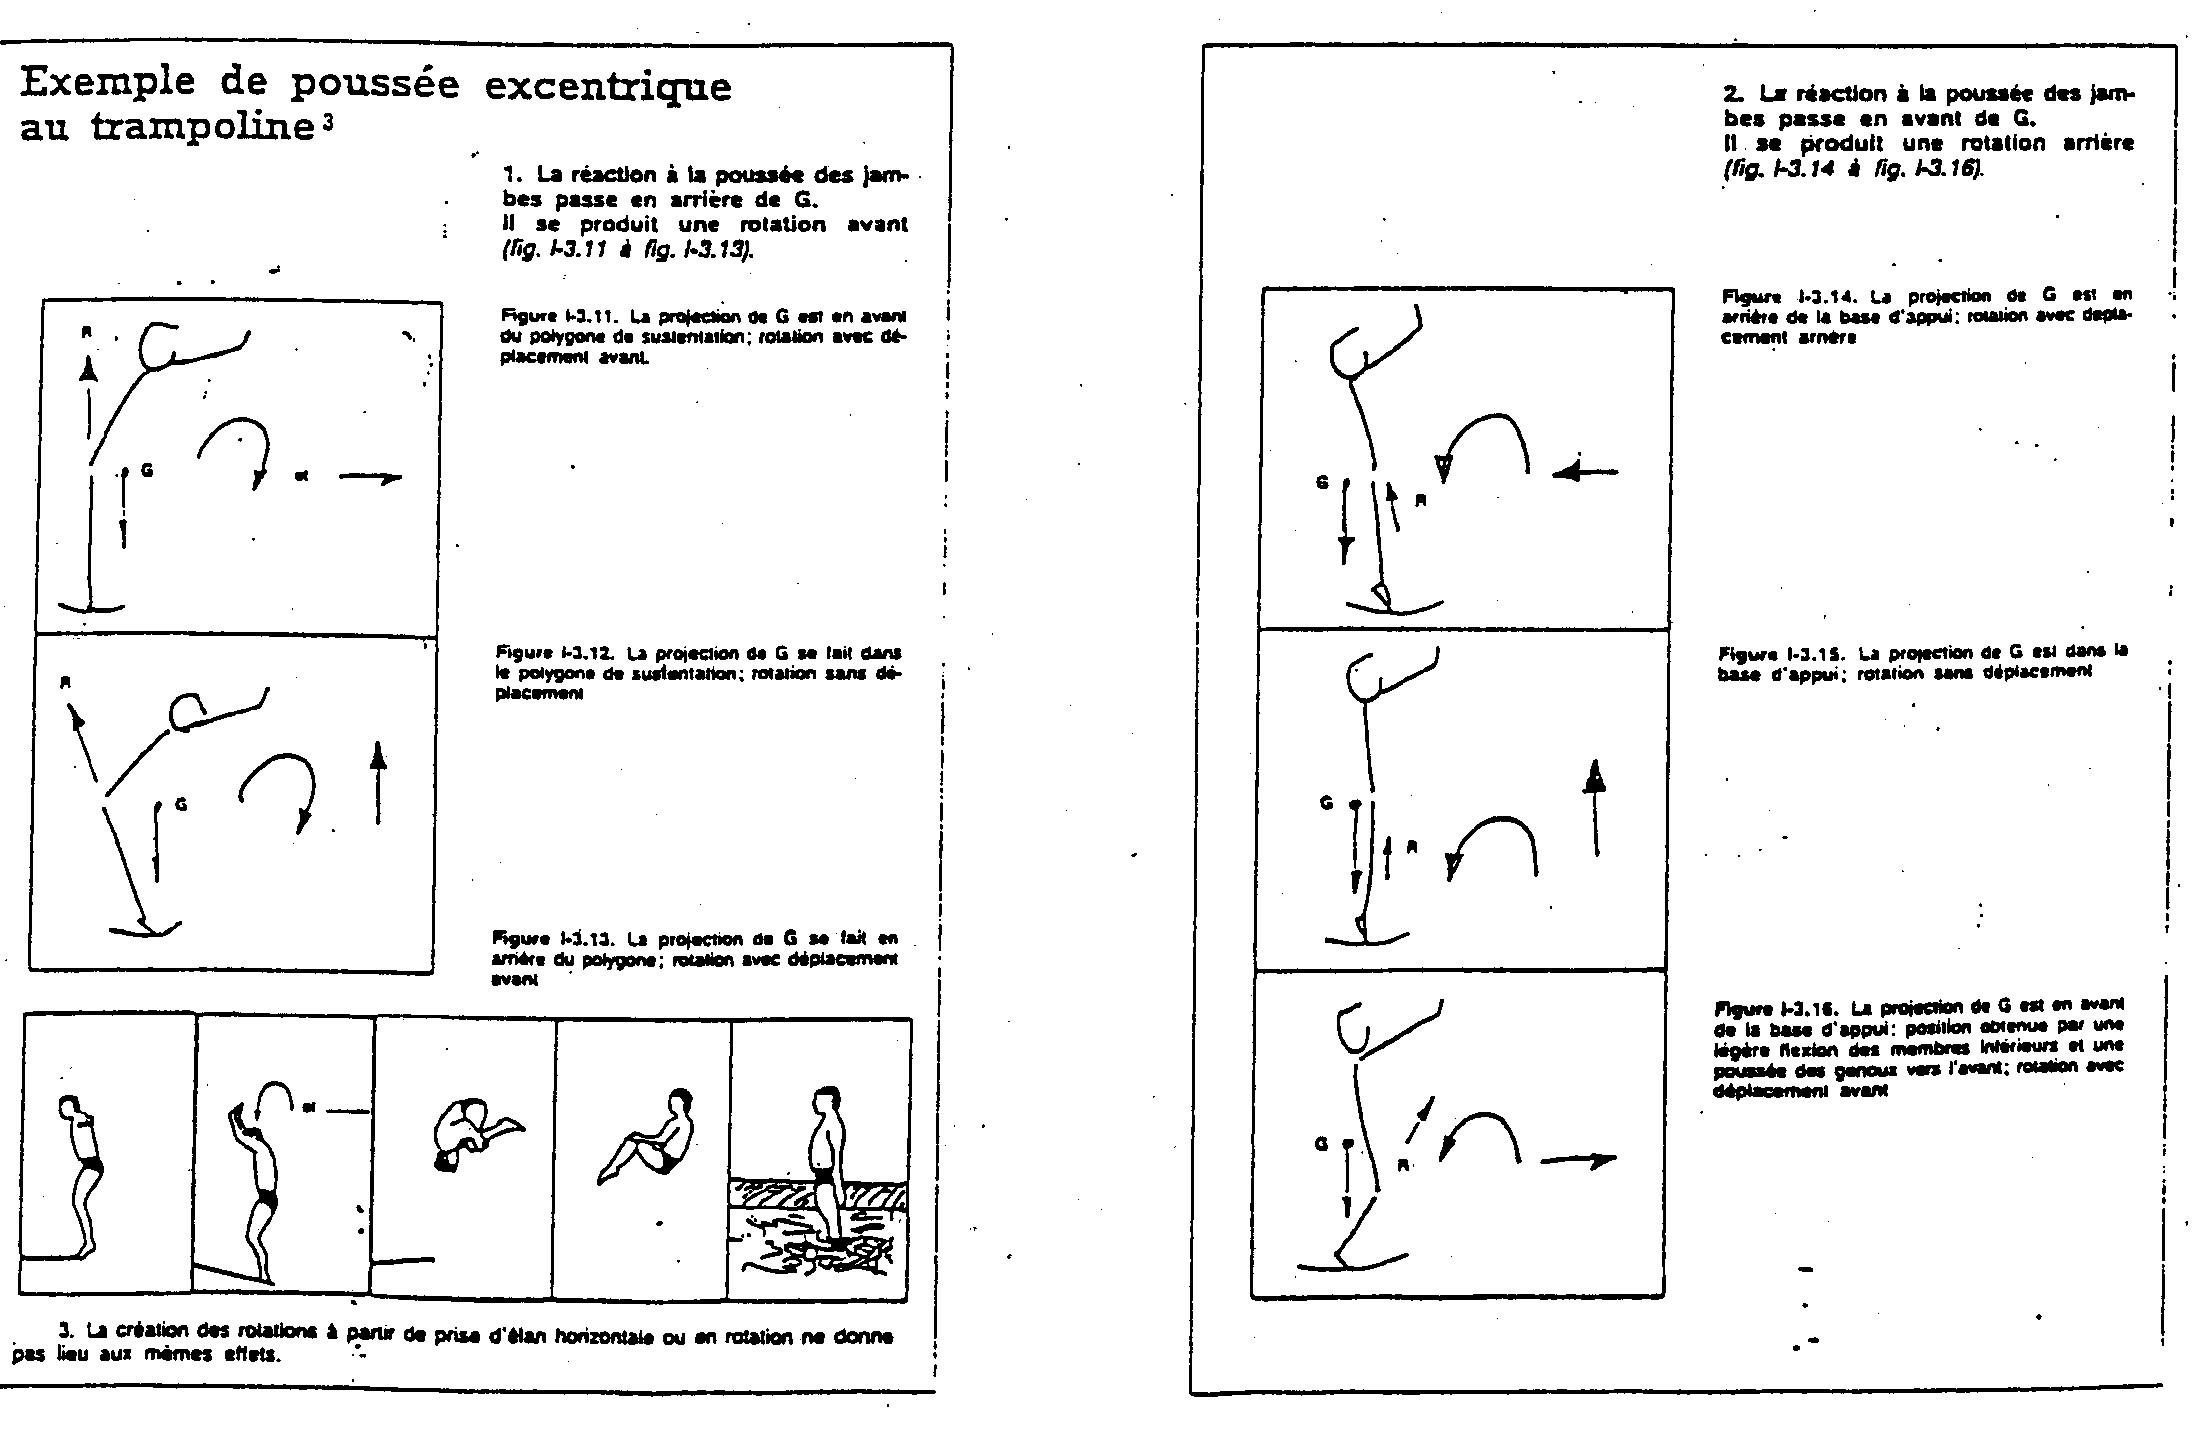 Exemple de poussée excentrique
au trampoline³
1. La réaction à la poussée des jam-
bes passe en arrière de G.
Il se produit une rotation avant
(fig. I-3.11 à fig. I-3.13).
Figure I-3.11. La projection de G est en avant
du polygone de sustentation; rotation avec dé-
placement avant.
R
G
et
Figure I-3.12. La projection de G se fait dans
le polygone de sustentation; rotation sans dé-
placement
R
G
Figure I-3.13. La projection de G se fait en
arrière du polygone; rotation avec déplacement
avant
et
3. La création des rotations à partir de prise d'élan horizontale ou en rotation ne donne
pas lieu aux mêmes effets.
2. La réaction à la poussée des jam-
bes passe en avant de G.
Il se produit une rotation arrière
(fig. I-3.14 à fig. I-3.16).
Figure I-3.14. La projection de G est en
arrière de la base d'appui; rotation avec dépla-
cement arrière
G
R
Figure I-3.15. La projection de G est dans la
base d'appui; rotation sans déplacement
G
R
Figure I-3.16. La projection de G est en avant
de la base d'appui: position obtenue par une
légère flexion des membres inférieurs et une
poussée des genoux vers l'avant; rotation avec
déplacement avant
G
R